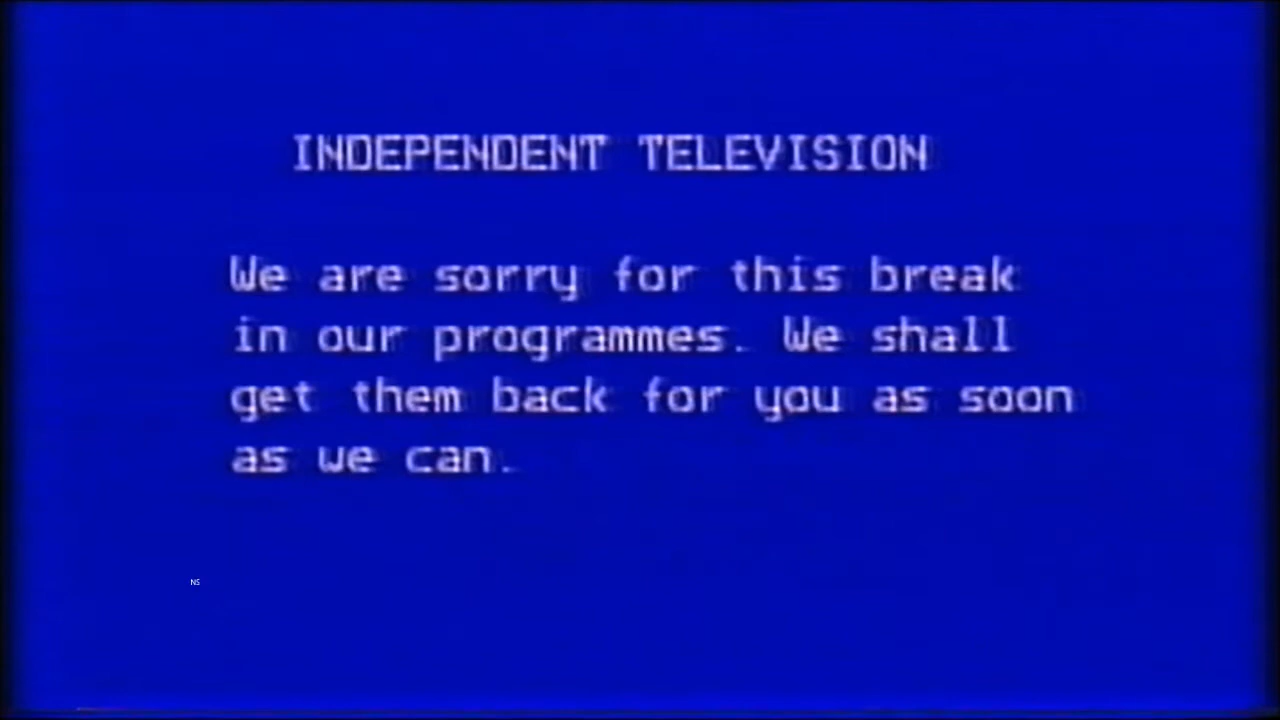 INDEPENDENT TELEVISION
We are sorry for this break
in our programmes. We shall
get them back for you as soon
as we can.
NS